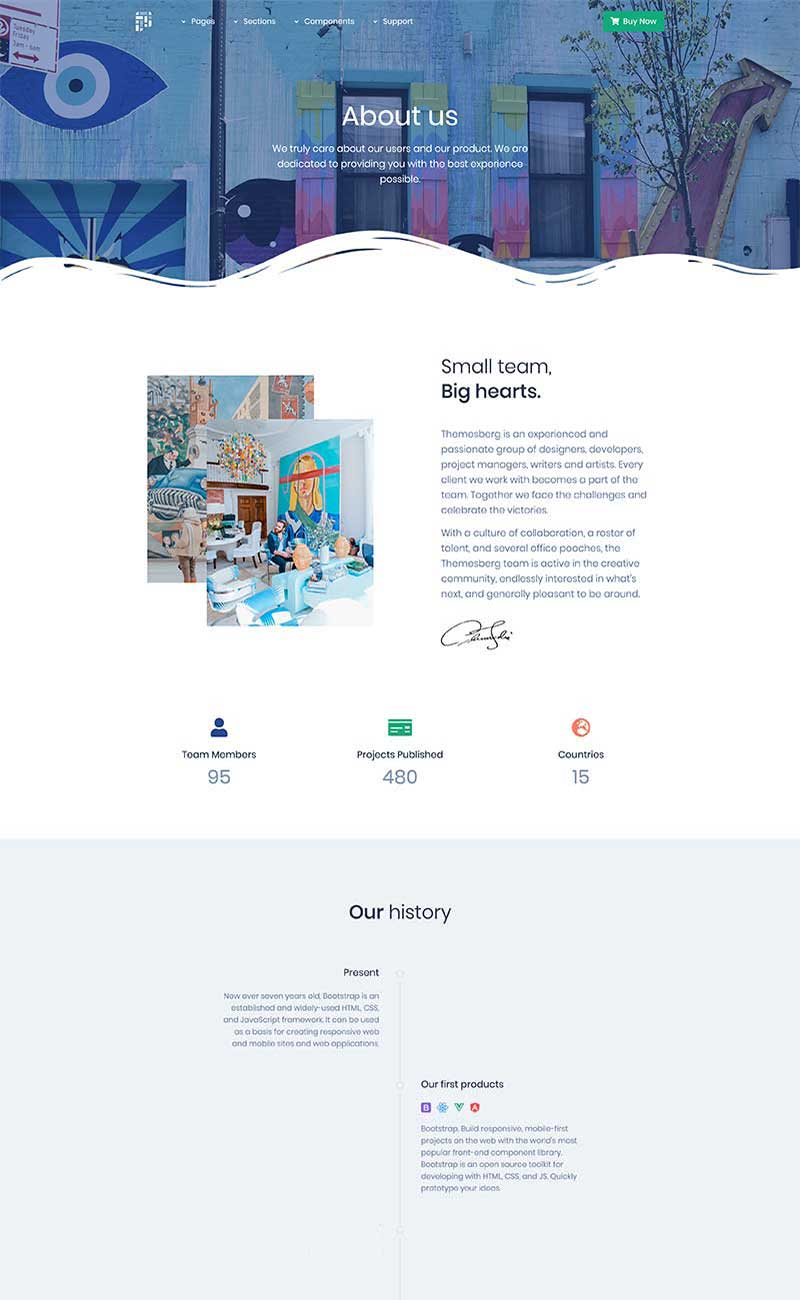 Pages Sections Components Support Buy Now
Tuesday
Friday
3am - 6am
About us
We truly care about our users and our product. We are
dedicated to providing you with the best experience
possible.
Small team,
Big hearts.
Themesberg is an experienced and
passionate group of designers, developers,
project managers, writers and artists. Every
client we work with becomes a part of the
team. Together we face the challenges and
celebrate the victories.
With a culture of collaboration, a roster of
talent, and several office pooches, the
Themesberg team is active in the creative
community, endlessly interested in what's
next, and generally pleasant to be around.
Team Members
95
Projects Published
480
Countries
15
Our history
Present
Now over seven years old, Bootstrap is an
established and widely-used HTML, CSS,
and JavaScript framework. It can be used
as a basis for creating responsive web
and mobile sites and web applications.
Our first products
Bootstrap. Build responsive, mobile-first
projects on the web with the world's most
popular front-end component library.
Bootstrap is an open source toolkit for
developing with HTML, CSS, and JS. Quickly
prototype your ideas.